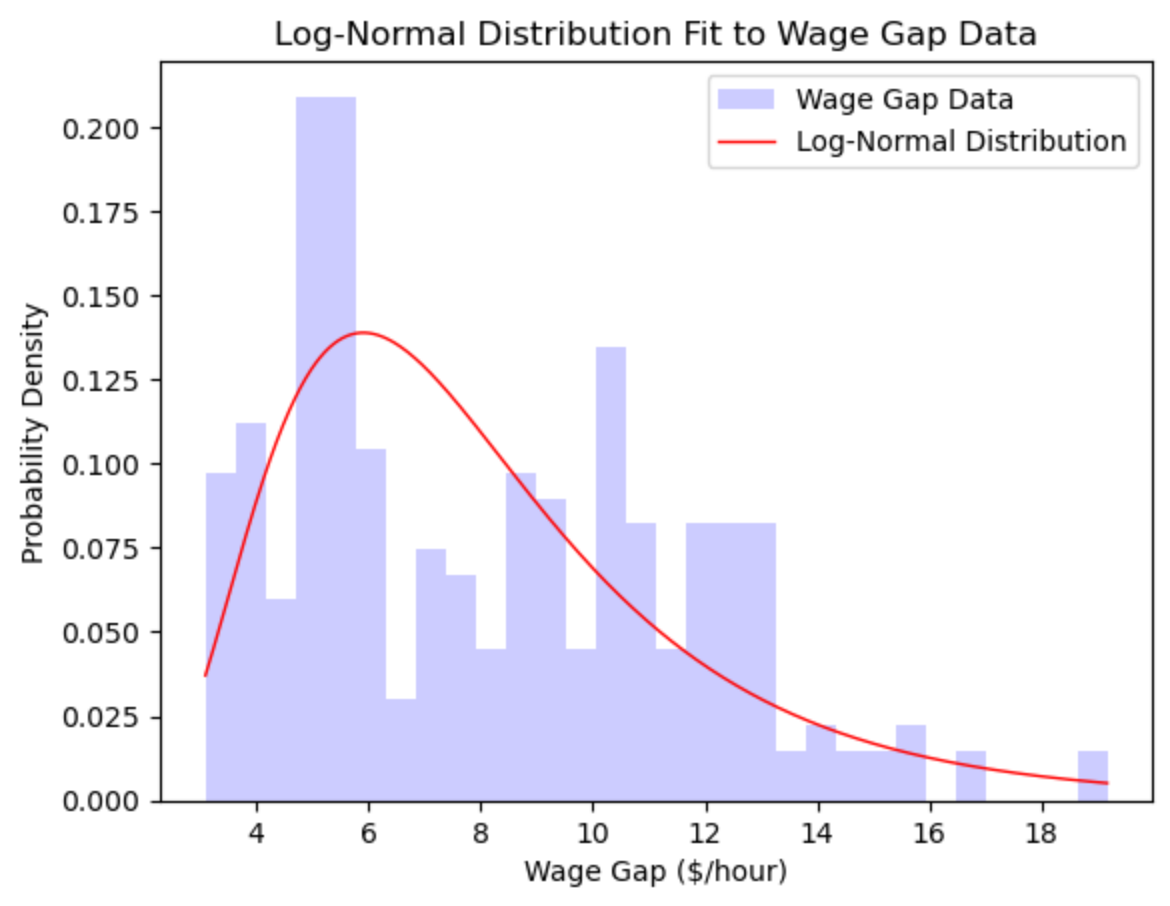 Log-Normal Distribution Fit to Wage Gap Data
Wage Gap Data
Log-Normal Distribution
Probability Density
0.200
0.175
0.150
0.125
0.100
0.075
0.050
0.025
0.000
4 6 8 10 12 14 16 18
Wage Gap ($/hour)